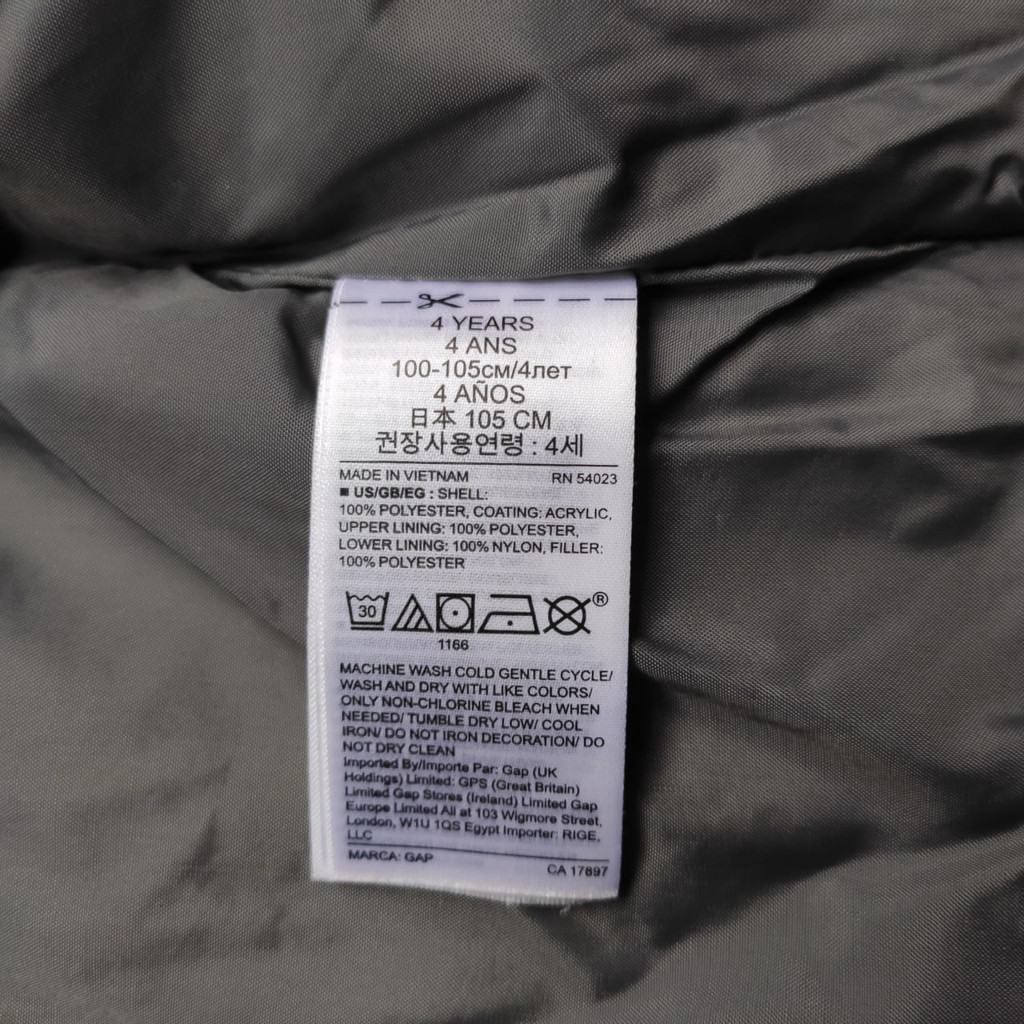 4 YEARS
4 ANS
100-105см/4лет
4 AÑOS
日本 105 CM
권장사용연령 : 4세
MADE IN VIETNAM RN 54023
■ US/GB/EG : SHELL:
100% POLYESTER, COATING: ACRYLIC,
UPPER LINING: 100% POLYESTER,
LOWER LINING: 100% NYLON, FILLER:
100% POLYESTER
30 ®
1166
MACHINE WASH COLD GENTLE CYCLE/
WASH AND DRY WITH LIKE COLORS/
ONLY NON-CHLORINE BLEACH WHEN
NEEDED/ TUMBLE DRY LOW/ COOL
IRON/ DO NOT IRON DECORATION/ DO
NOT DRY CLEAN
Imported By/Importe Par: Gap (UK
Holdings) Limited: GPS (Great Britain)
Limited Gap Stores (Ireland) Limited Gap
Europe Limited All at 103 Wigmore Street,
London, W1U 1QS Egypt Importer: RIGE,
LLC
MARCA: GAP
CA 17897